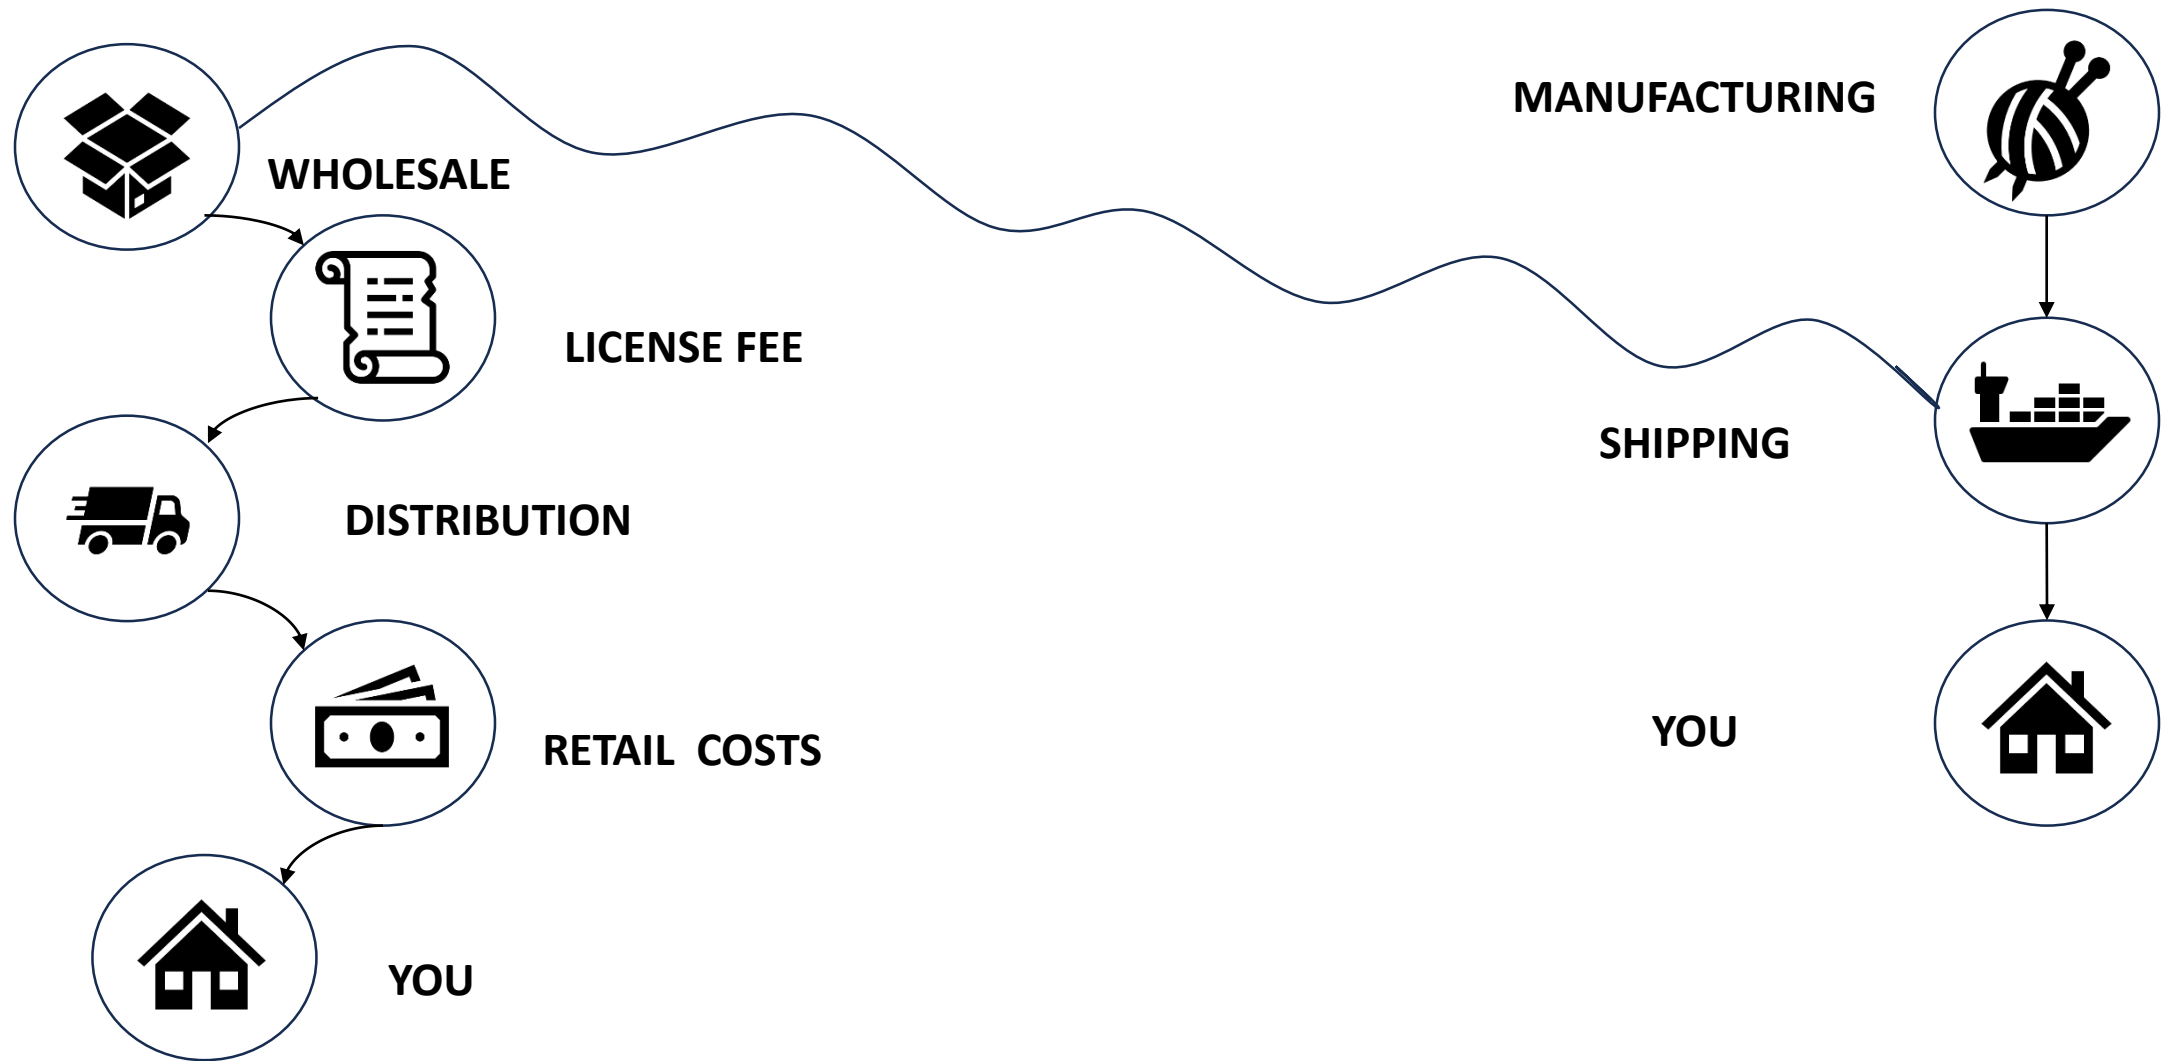 MANUFACTURING
WHOLESALE
LICENSE FEE
SHIPPING
DISTRIBUTION
YOU
RETAIL COSTS
YOU